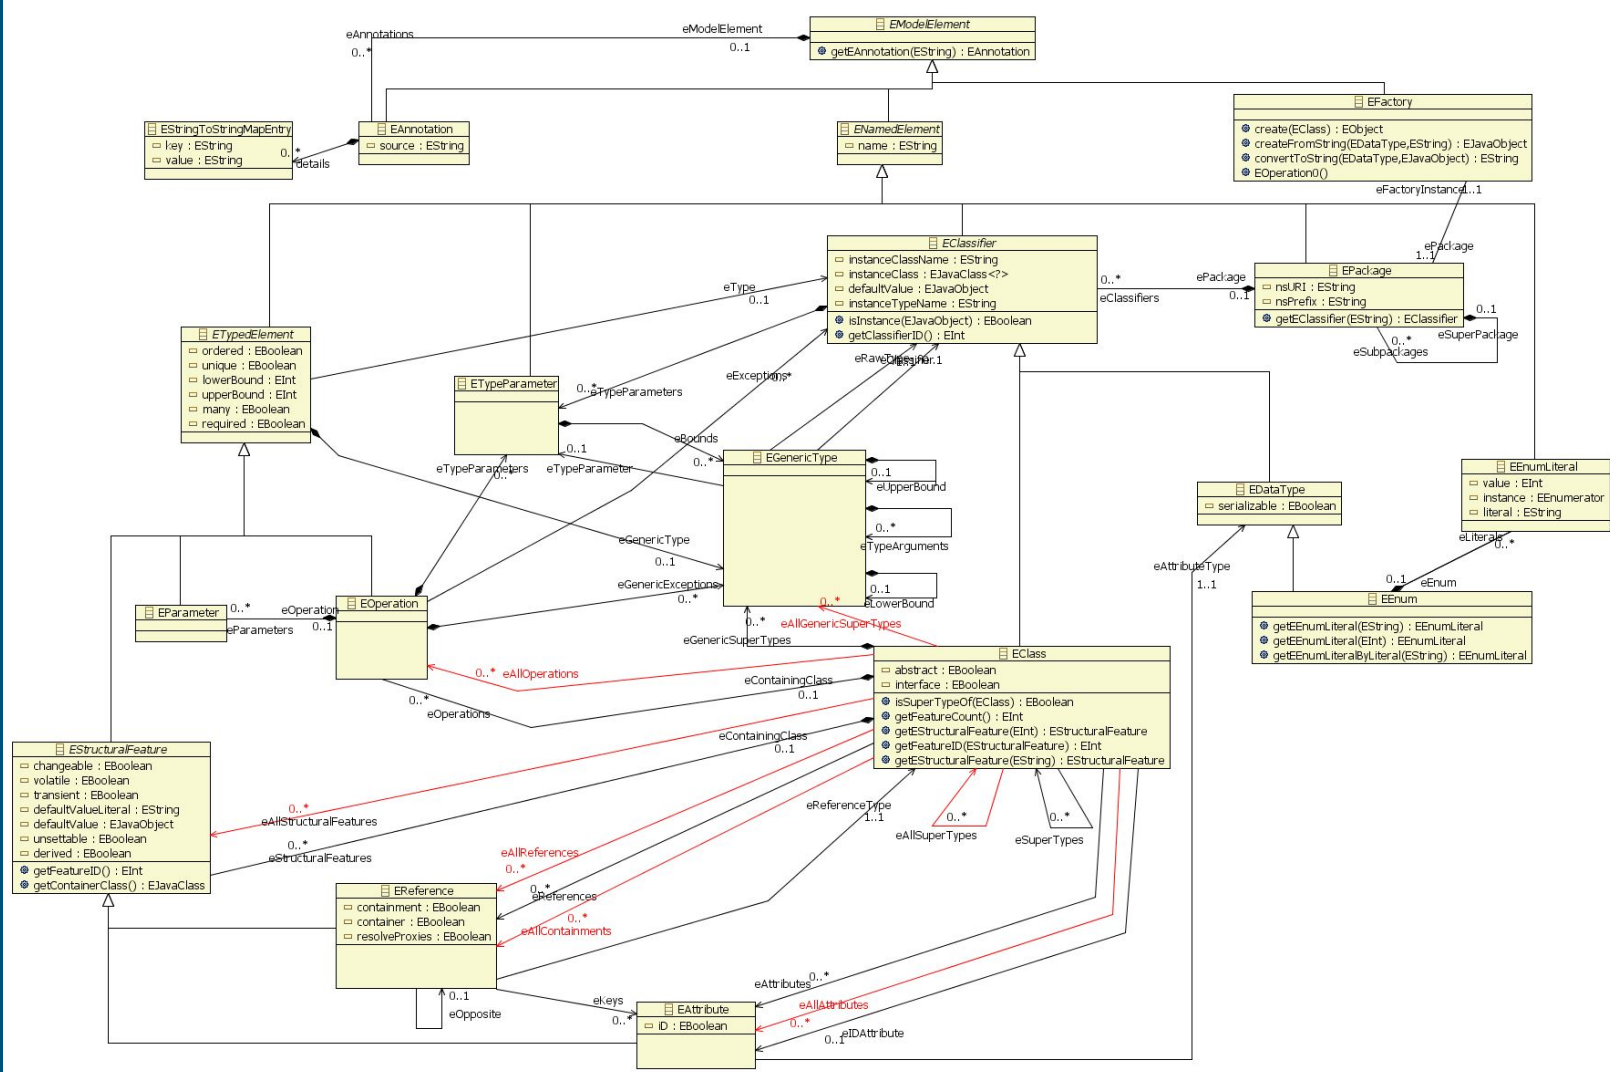 EModelElement
getEAnnotation(EString) : EAnnotation
eAnnotations
0..*
eModelElement
0..1
EFactory
create(EClass) : EObject
createFromString(EDataType,EString) : EJavaObject
convertToString(EDataType,EJavaObject) : EString
EOperation0()
EStringToStringMapEntry
key : EString
value : EString
0..*
details
EAnnotation
source : EString
ENamedElement
name : EString
eFactoryInstance
1..1
ePackage
1..1
EClassifier
instanceClassName : EString
instanceClass : EJavaClass<?>
defaultValue : EJavaObject
instanceTypeName : EString
isInstance(EJavaObject) : EBoolean
getClassifierID() : EInt
0..*
eClassifiers
ePackage
0..1
EPackage
nsURI : EString
nsPrefix : EString
getEClassifier(EString) : EClassifier
0..1
eSuperPackage
0..*
eSubpackages
eType
0..1
ETypedElement
ordered : EBoolean
unique : EBoolean
lowerBound : EInt
upperBound : EInt
many : EBoolean
required : EBoolean
ETypeParameter
0..*
eTypeParameters
eExceptions
0..*
eRawType
eClassifier
eBounds
0..*
0..1
eTypeParameter
eTypeParameters
0..*
EGenericType
0..1
eUpperBound
0..*
eTypeArguments
0..1
eLowerBound
EDataType
serializable : EBoolean
EEnumLiteral
value : EInt
instance : EEnumerator
literal : EString
eLiterals
0..*
0..1
eEnum
eAttributeType
1..1
EEnum
getEEnumLiteral(EString) : EEnumLiteral
getEEnumLiteral(EInt) : EEnumLiteral
getEEnumLiteralByLiteral(EString) : EEnumLiteral
eGenericType
0..1
eGenericExceptions
0..*
EParameter
0..*
eParameters
eOperation
0..1
EOperation
0..*
eAllGenericSuperTypes
0..*
eGenericSuperTypes
EClass
abstract : EBoolean
interface : EBoolean
isSuperTypeOf(EClass) : EBoolean
getFeatureCount() : EInt
getEStructuralFeature(EInt) : EStructuralFeature
getFeatureID(EStructuralFeature) : EInt
getEStructuralFeature(EString) : EStructuralFeature
0..*
eAllOperations
eContainingClass
0..1
0..*
eOperations
eContainingClass
0..1
EStructuralFeature
changeable : EBoolean
volatile : EBoolean
transient : EBoolean
defaultValueLiteral : EString
defaultValue : EJavaObject
unsettable : EBoolean
derived : EBoolean
getFeatureID() : EInt
getContainerClass() : EJavaClass
0..*
eAllStructuralFeatures
0..*
eStructuralFeatures
eReferenceType
1..1
0..*
eAllSuperTypes
0..*
eSuperTypes
eAllReferences
0..*
0..*
eReferences
0..*
eAllContainments
EReference
containment : EBoolean
container : EBoolean
resolveProxies : EBoolean
0..1
eOpposite
eKeys
0..*
EAttribute
iD : EBoolean
eAttributes
0..*
eAllAttributes
0..*
eIDAttribute
0..1